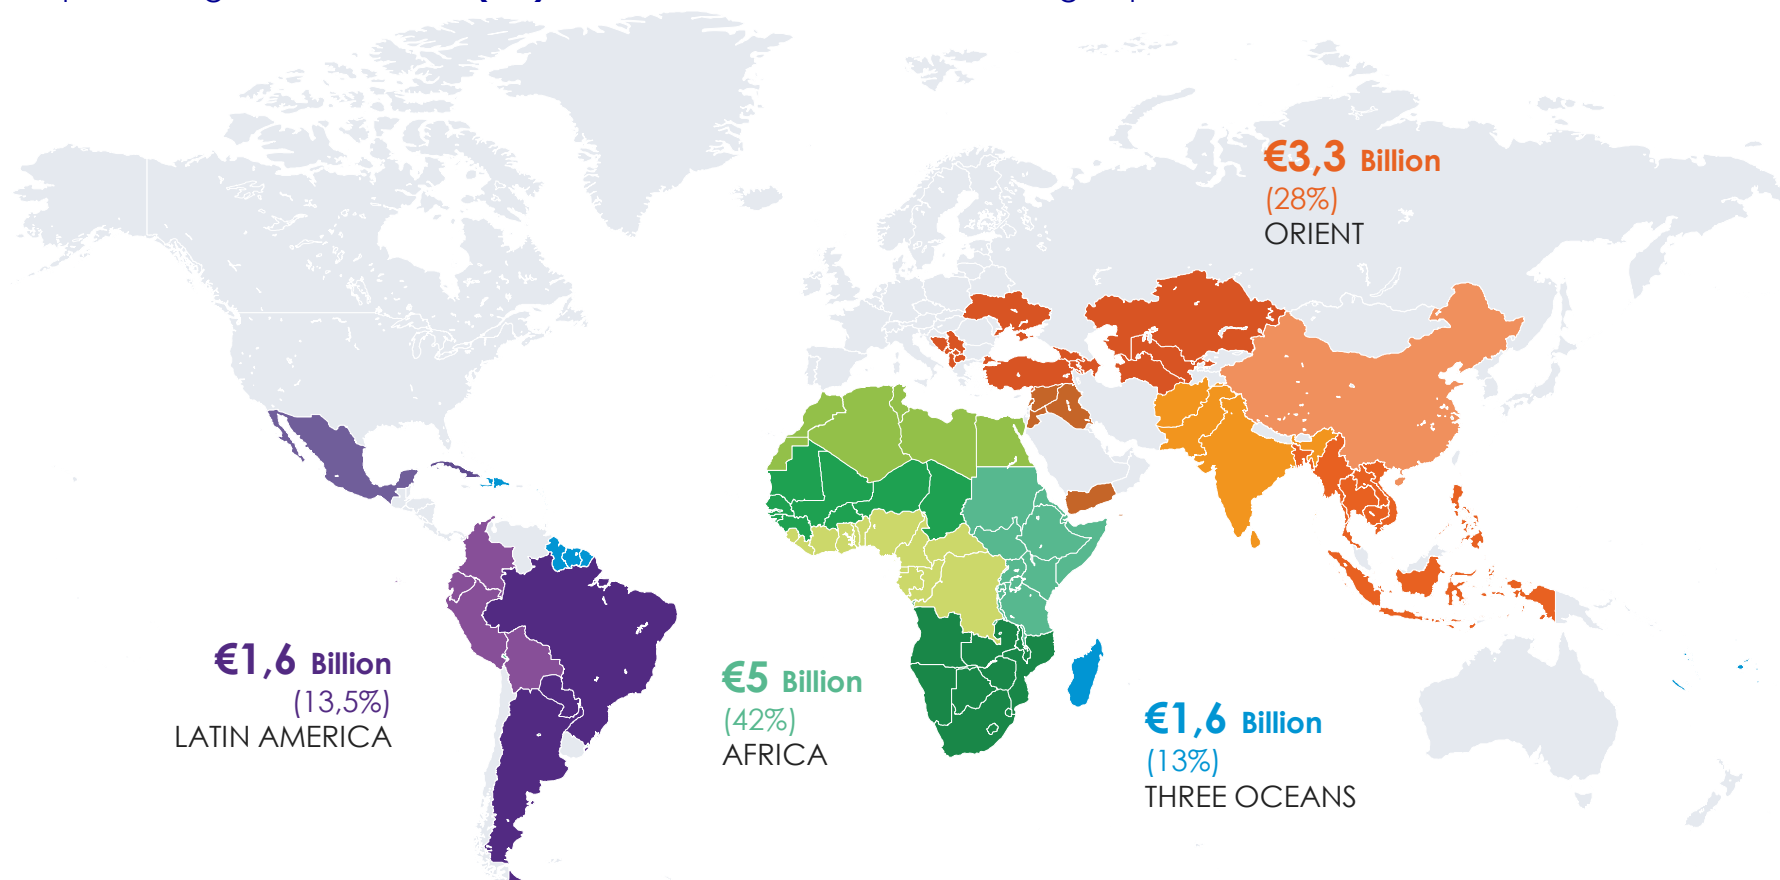 €3,3 Billion
(28%)
ORIENT
€1,6 Billion
(13,5%)
LATIN AMERICA
€5 Billion
(42%)
AFRICA
€1,6 Billion
(13%)
THREE OCEANS